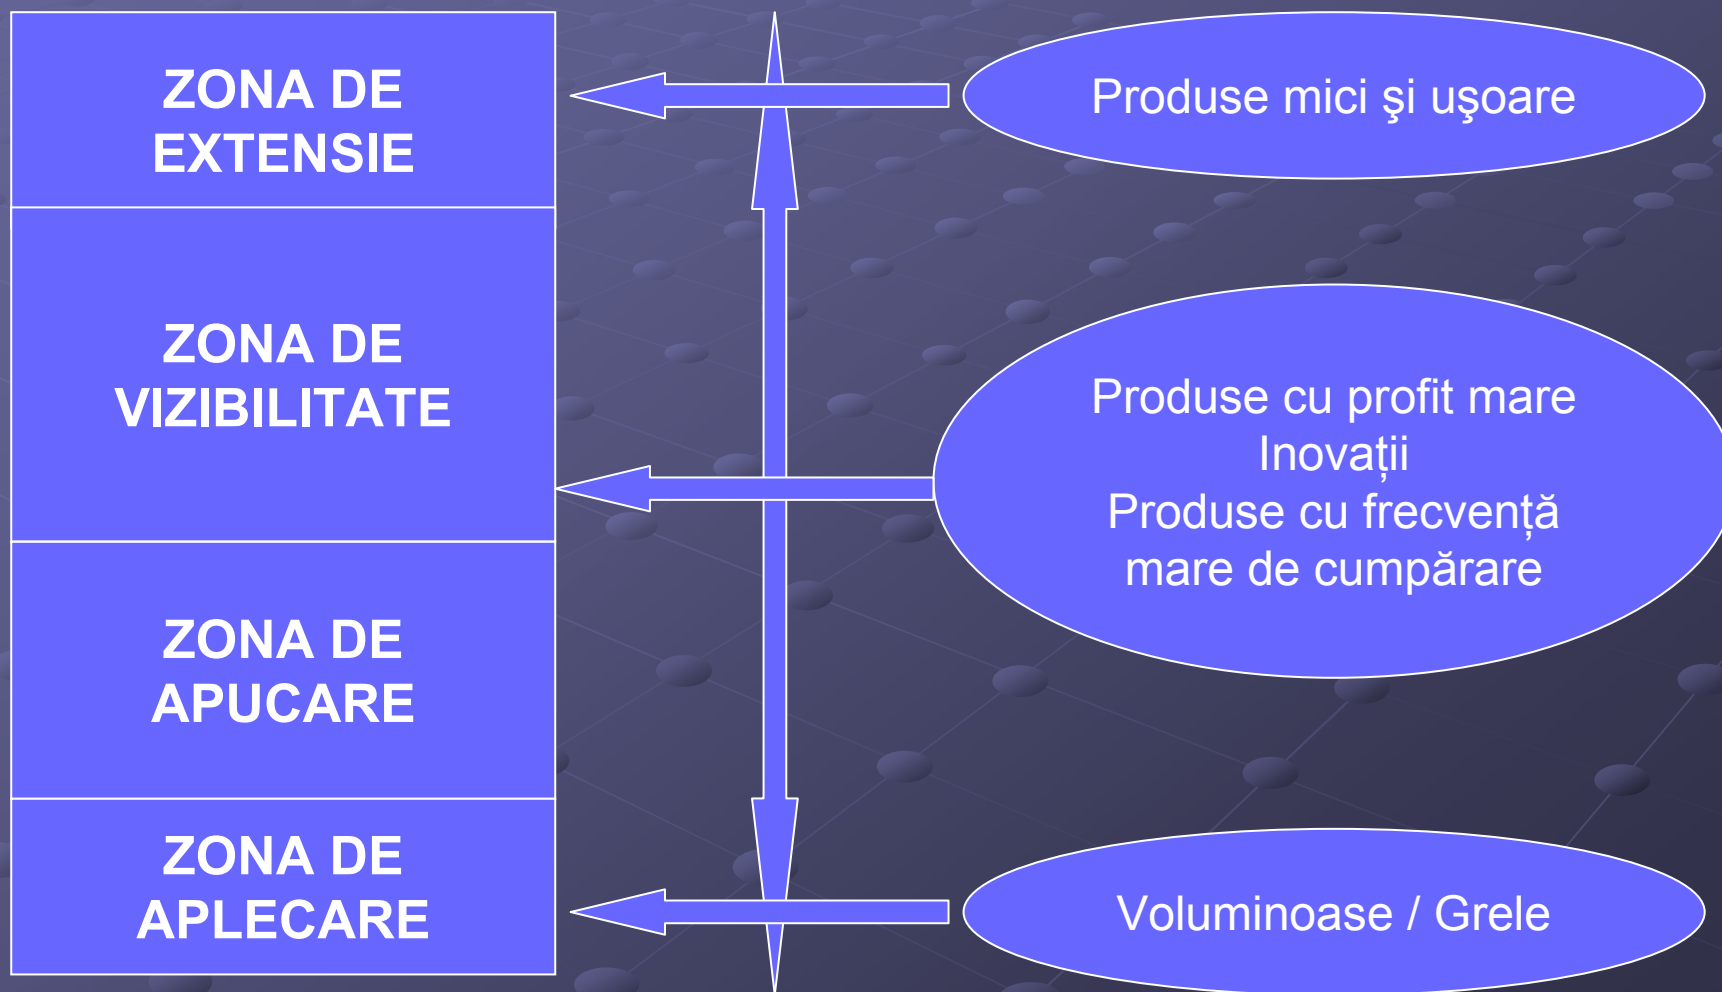 ZONA DE
EXTENSIE
Produse mici şi uşoare
ZONA DE
VIZIBILITATE
Produse cu profit mare
Inovații
Produse cu frecvență
mare de cumpărare
ZONA DE
APUCARE
ZONA DE
APLECARE
Voluminoase / Grele